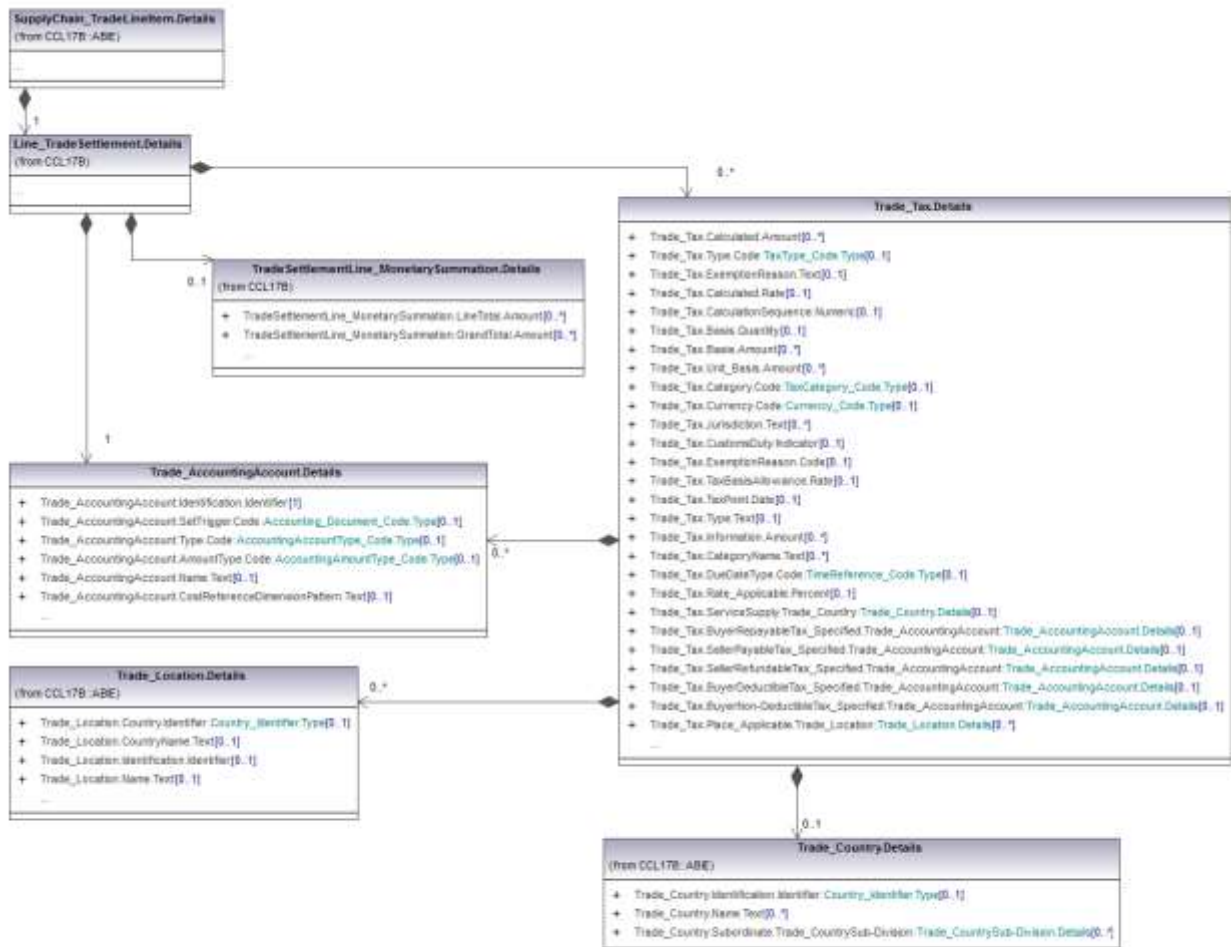 SupplyChain_TradeLineItem.Details
(from CCL17B::ABIE)
...
1
Line_TradeSettlement.Details
(from CCL17B)
...
0..*
Trade_Tax.Details
+ Trade_Tax.Calculated.Amount[0..*]
+ Trade_Tax.Type.Code:TaxType_Code.Type[0..1]
+ Trade_Tax.ExemptionReason.Text[0..1]
+ Trade_Tax.Calculated.Rate[0..1]
+ Trade_Tax.CalculationSequence.Numeric[0..1]
+ Trade_Tax.Basis.Quantity[0..1]
+ Trade_Tax.Basis.Amount[0..*]
+ Trade_Tax.Unit_Basis.Amount[0..*]
+ Trade_Tax.Category.Code:TaxCategory_Code.Type[0..1]
+ Trade_Tax.Currency.Code:Currency_Code.Type[0..1]
+ Trade_Tax.Jurisdiction.Text[0..*]
+ Trade_Tax.CustomsDuty.Indicator[0..1]
+ Trade_Tax.ExemptionReason.Code[0..1]
+ Trade_Tax.TaxBasisAllowance.Rate[0..1]
+ Trade_Tax.TaxPoint.Date[0..1]
+ Trade_Tax.Type.Text[0..1]
+ Trade_Tax.Information.Amount[0..*]
+ Trade_Tax.CategoryName.Text[0..*]
+ Trade_Tax.DueDateType.Code:TimeReference_Code.Type[0..1]
+ Trade_Tax.Rate_Applicable.Percent[0..1]
+ Trade_Tax.ServiceSupply.Trade_Country:Trade_Country.Details[0..1]
+ Trade_Tax.BuyerRepayableTax_Specified.Trade_AccountingAccount:Trade_AccountingAccount.Details[0..1]
+ Trade_Tax.SellerPayableTax_Specified.Trade_AccountingAccount:Trade_AccountingAccount.Details[0..1]
+ Trade_Tax.SellerRefundableTax_Specified.Trade_AccountingAccount:Trade_AccountingAccount.Details[0..1]
+ Trade_Tax.BuyerDeductibleTax_Specified.Trade_AccountingAccount:Trade_AccountingAccount.Details[0..1]
+ Trade_Tax.BuyerNon-DeductibleTax_Specified.Trade_AccountingAccount:Trade_AccountingAccount.Details[0..1]
+ Trade_Tax.Place_Applicable.Trade_Location:Trade_Location.Details[0..*]
...
0..1
TradeSettlementLine_MonetarySummation.Details
(from CCL17B)
+ TradeSettlementLine_MonetarySummation.LineTotal.Amount[0..*]
+ TradeSettlementLine_MonetarySummation.GrandTotal.Amount[0..*]
...
1
Trade_AccountingAccount.Details
+ Trade_AccountingAccount.Identification.Identifier[1]
+ Trade_AccountingAccount.SetTrigger.Code:Accounting_Document_Code.Type[0..1]
+ Trade_AccountingAccount.Type.Code:AccountingAccountType_Code.Type[0..1]
+ Trade_AccountingAccount.AmountType.Code:AccountingAmountType_Code.Type[0..1]
+ Trade_AccountingAccount.Name.Text[0..1]
+ Trade_AccountingAccount.CostReferenceDimensionPattern.Text[0..1]
...
0..*
Trade_Location.Details
(from CCL17B::ABIE)
+ Trade_Location.Country.Identifier:Country_Identifier.Type[0..1]
+ Trade_Location.CountryName.Text[0..1]
+ Trade_Location.Identification.Identifier[0..1]
+ Trade_Location.Name.Text[0..1]
...
0..*
0..1
Trade_Country.Details
(from CCL17B::ABIE)
+ Trade_Country.Identification.Identifier:Country_Identifier.Type[0..1]
+ Trade_Country.Name.Text[0..*]
+ Trade_Country.Subordinate.Trade_CountrySub-Division:Trade_CountrySub-Division.Details[0..*]